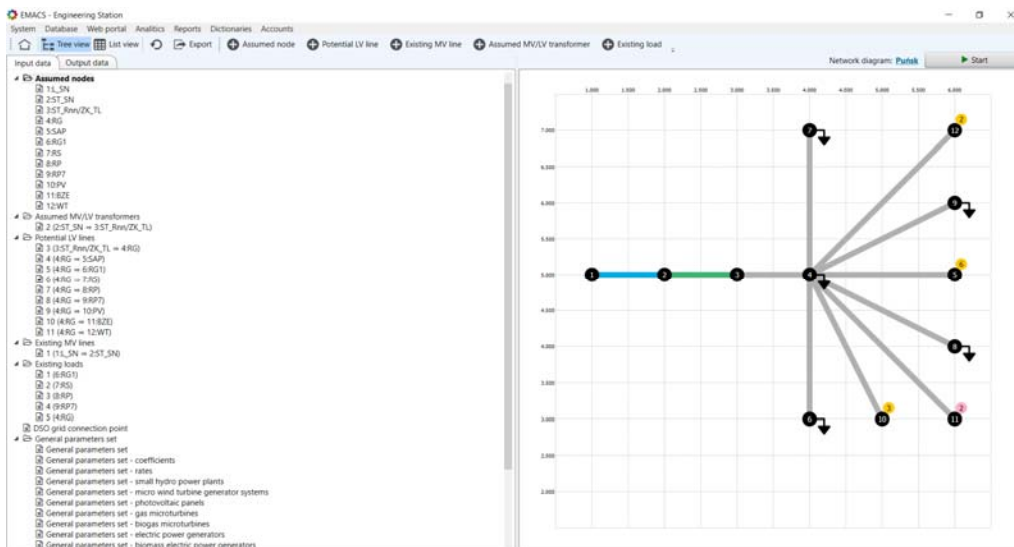 EMACS - Engineering Station
System Database Web portal Analitics Reports Dictionaries Accounts
Tree view List view Export Assumed node Potential LV line Existing MV line Assumed MV/LV transformer Existing load
Input data Output data
Network diagram: Puńsk Start
Assumed nodes
1:L_SN
2:ST_SN
3:ST_Rnn/ZK_TL
4:RG
5:SAP
6:RG1
7:RS
8:RP
9:RP7
10:PV
11:BZE
12:WT
Assumed MV/LV transformers
2 (2:ST_SN ⇒ 3:ST_Rnn/ZK_TL)
Potential LV lines
3 (3:ST_Rnn/ZK_TL ⇒ 4:RG)
4 (4:RG ⇒ 5:SAP)
5 (4:RG ⇒ 6:RG1)
6 (4:RG ⇒ 7:RS)
7 (4:RG ⇒ 8:RP)
8 (4:RG ⇒ 9:RP7)
9 (4:RG ⇒ 10:PV)
10 (4:RG ⇒ 11:BZE)
11 (4:RG ⇒ 12:WT)
Existing MV lines
1 (1:L_SN ⇒ 2:ST_SN)
Existing loads
1 (6:RG1)
2 (7:RS)
3 (8:RP)
4 (9:RP7)
5 (4:RG)
DSO grid connection point
General parameters set
General parameters set
General parameters set - coefficients
General parameters set - rates
General parameters set - small hydro power plants
General parameters set - micro wind turbine generator systems
General parameters set - photovoltaic panels
General parameters set - gas microturbines
General parameters set - biogas microturbines
General parameters set - electric power generators
General parameters set - biomass electric power generators
1.000 1.500 2.000 2.500 3.000 3.500 4.000 4.500 5.000 5.500 6.000
2
7.000 7 12
6.500
6.000 9
5.500
6
5.000 1 2 3 4 5
4.500
4.000 8
3.500
3 2
3.000 6 10 11
2.500
2.000